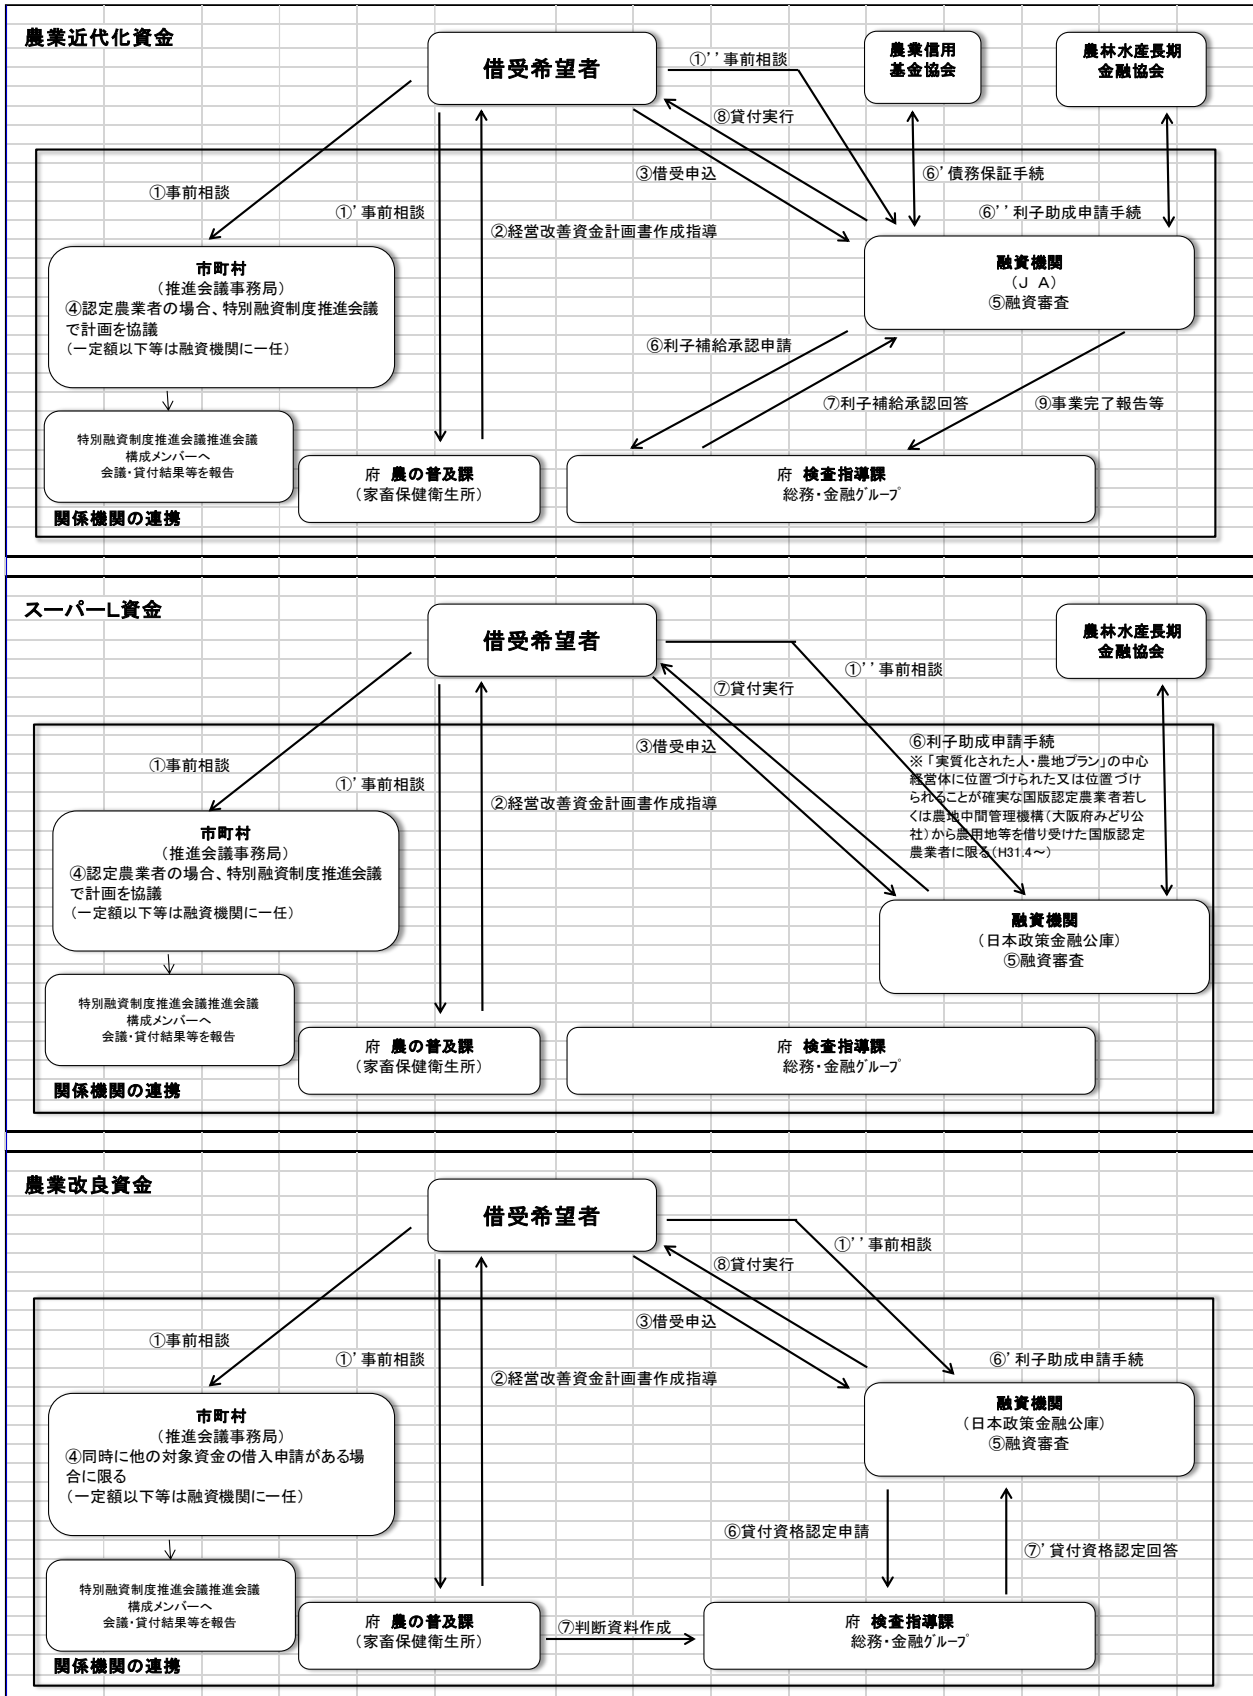 農業近代化資金
借受希望者
農業信用
基金協会
農林水産長期
金融協会
①''事前相談
⑧貸付実行
③借受申込
⑥'債務保証手続
①事前相談
①'事前相談
⑥''利子助成申請手続
②経営改善資金計画書作成指導
市町村
（推進会議事務局）
④認定農業者の場合、特別融資制度推進会議
で計画を協議
（一定額以下等は融資機関に一任）
融資機関
（ＪＡ）
⑤融資審査
⑥利子補給承認申請
⑦利子補給承認回答
⑨事業完了報告等
特別融資制度推進会議推進会議
構成メンバーへ
会議・貸付結果等を報告
府 農の普及課
（家畜保健衛生所）
府 検査指導課
総務・金融ｸﾞﾙｰﾌﾟ
関係機関の連携
スーパーL資金
借受希望者
農林水産長期
金融協会
①''事前相談
⑦貸付実行
③借受申込
⑥利子助成申請手続
※「実質化された人・農地プラン」の中心
経営体に位置づけられた又は位置づけ
られることが確実な国版認定農業者若し
くは農地中間管理機構（大阪府みどり公
社）から農用地等を借り受けた国版認定
農業者に限る（H31.4～）
①事前相談
①'事前相談
②経営改善資金計画書作成指導
市町村
（推進会議事務局）
④認定農業者の場合、特別融資制度推進会議
で計画を協議
（一定額以下等は融資機関に一任）
融資機関
（日本政策金融公庫）
⑤融資審査
特別融資制度推進会議推進会議
構成メンバーへ
会議・貸付結果等を報告
府 農の普及課
（家畜保健衛生所）
府 検査指導課
総務・金融ｸﾞﾙｰﾌﾟ
関係機関の連携
農業改良資金
借受希望者
①''事前相談
⑧貸付実行
③借受申込
①事前相談
①'事前相談
⑥'利子助成申請手続
②経営改善資金計画書作成指導
市町村
（推進会議事務局）
④同時に他の対象資金の借入申請がある場
合に限る
（一定額以下等は融資機関に一任）
融資機関
（日本政策金融公庫）
⑤融資審査
⑥貸付資格認定申請
⑦'貸付資格認定回答
特別融資制度推進会議推進会議
構成メンバーへ
会議・貸付結果等を報告
府 農の普及課
（家畜保健衛生所）
⑦判断資料作成
府 検査指導課
総務・金融ｸﾞﾙｰﾌﾟ
関係機関の連携